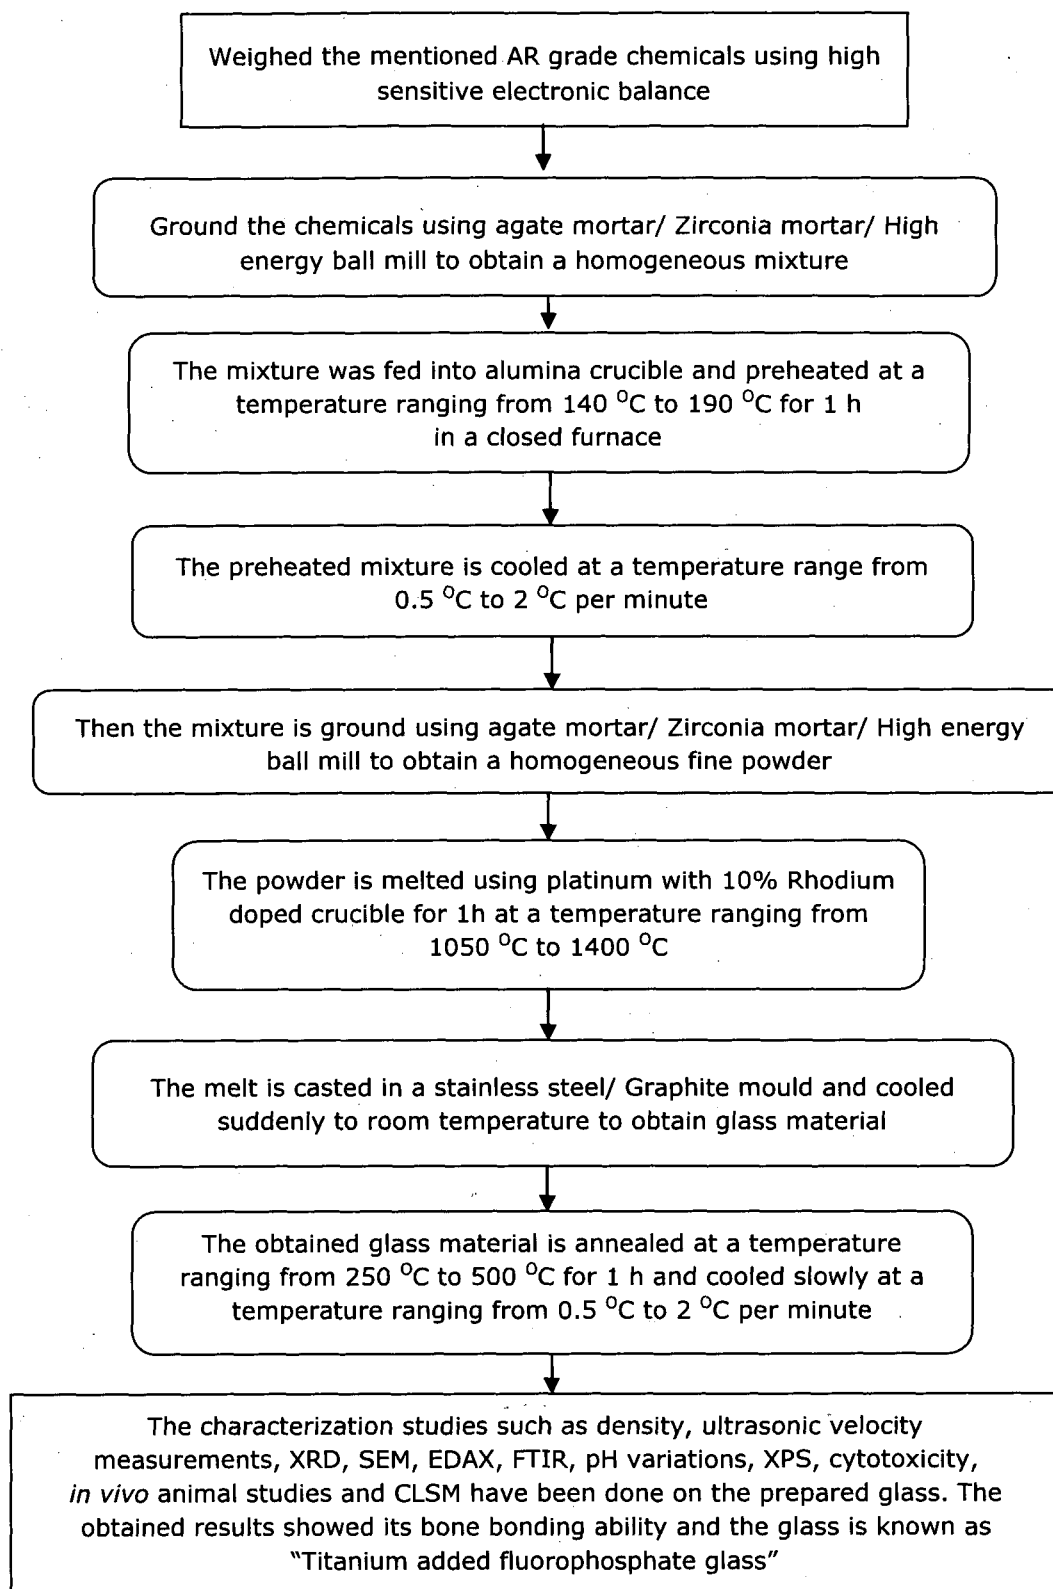 Weighed the mentioned AR grade chemicals using high
sensitive electronic balance
Ground the chemicals using agate mortar/ Zirconia mortar/ High
energy ball mill to obtain a homogeneous mixture
The mixture was fed into alumina crucible and preheated at a
temperature ranging from 140 ⁰C to 190 ⁰C for 1 h
in a closed furnace
The preheated mixture is cooled at a temperature range from
0.5 ⁰C to 2 ⁰C per minute
Then the mixture is ground using agate mortar/ Zirconia mortar/ High energy
ball mill to obtain a homogeneous fine powder
The powder is melted using platinum with 10% Rhodium
doped crucible for 1h at a temperature ranging from
1050 ⁰C to 1400 ⁰C
The melt is casted in a stainless steel/ Graphite mould and cooled
suddenly to room temperature to obtain glass material
The obtained glass material is annealed at a temperature
ranging from 250 ⁰C to 500 ⁰C for 1 h and cooled slowly at a
temperature ranging from 0.5 ⁰C to 2 ⁰C per minute
The characterization studies such as density, ultrasonic velocity
measurements, XRD, SEM, EDAX, FTIR, pH variations, XPS, cytotoxicity,
in vivo animal studies and CLSM have been done on the prepared glass. The
obtained results showed its bone bonding ability and the glass is known as
“Titanium added fluorophosphate glass”